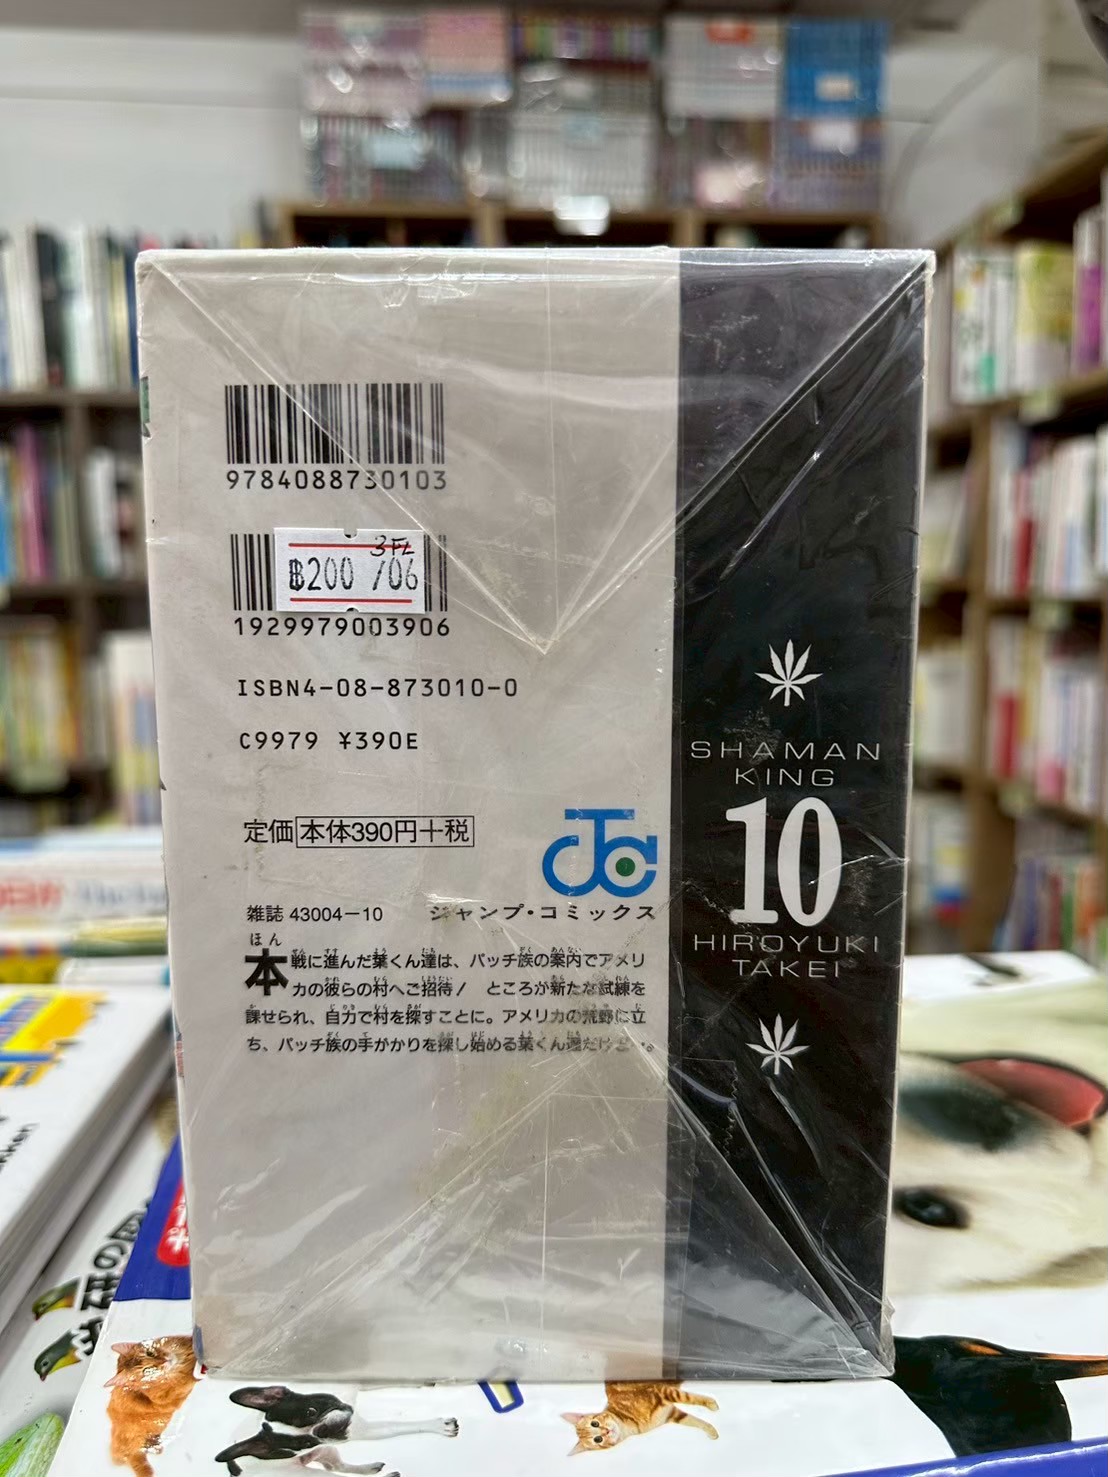 9784088730103
3FL
฿200 /06
1929979003906
ISBN4-08-873010-0
C9979 ¥390E
定価 本体390円+税
雑誌 43004-10
ジャンプ・コミックス
本戦に進んだ葉くん達は、パッチ族の案内でアメリ
カの彼らの村へご招待! ところが新たな試練を
課せられ、自力で村を探すことに。アメリカの荒野に立
ち、パッチ族の手がかりを探し始める葉くん達だけど…。
SHAMAN
KING
10
HIROYUKI
TAKEI